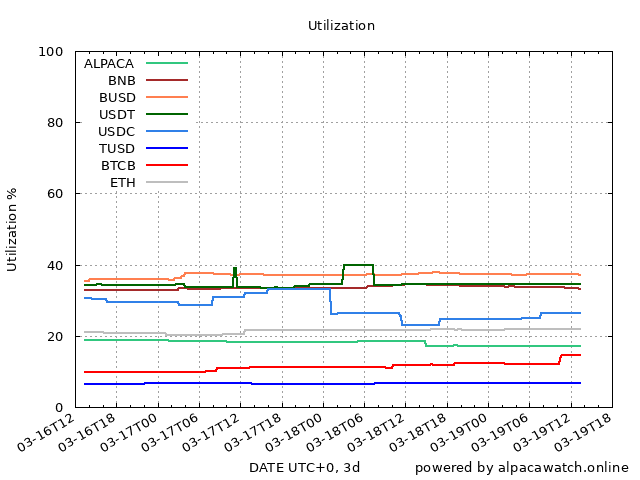 Utilization
100
80
60
40
20
0
Utilization %
ALPACA
BNB
BUSD
USDT
USDC
TUSD
BTCB
ETH
03-16T12
03-16T18
03-17T00
03-17T06
03-17T12
03-17T18
03-18T00
03-18T06
03-18T12
03-18T18
03-19T00
03-19T06
03-19T12
03-19T18
DATE UTC+0, 3d
powered by alpacawatch.online